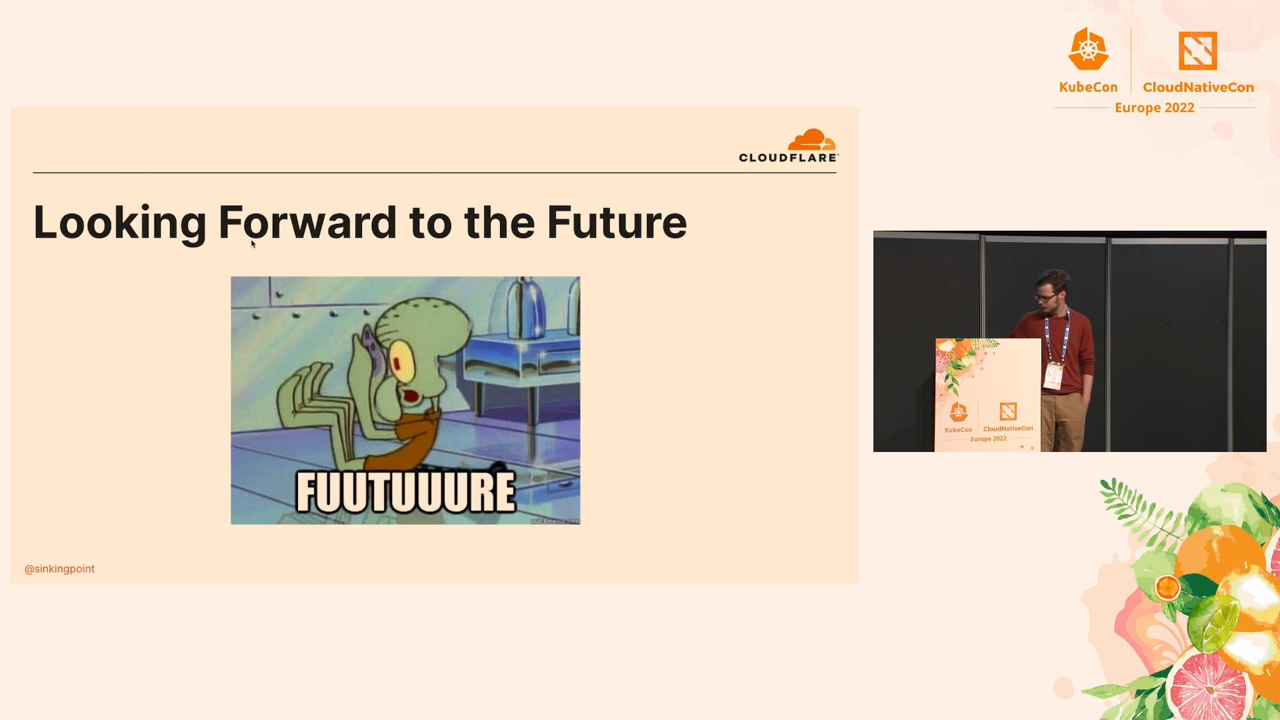 KubeCon
CloudNativeCon
Europe 2022
CLOUDFLARE
Looking Forward to the Future
FUUTUUURE
@sinkingpoint
KubeCon
CloudNativeCon
Europe 2022